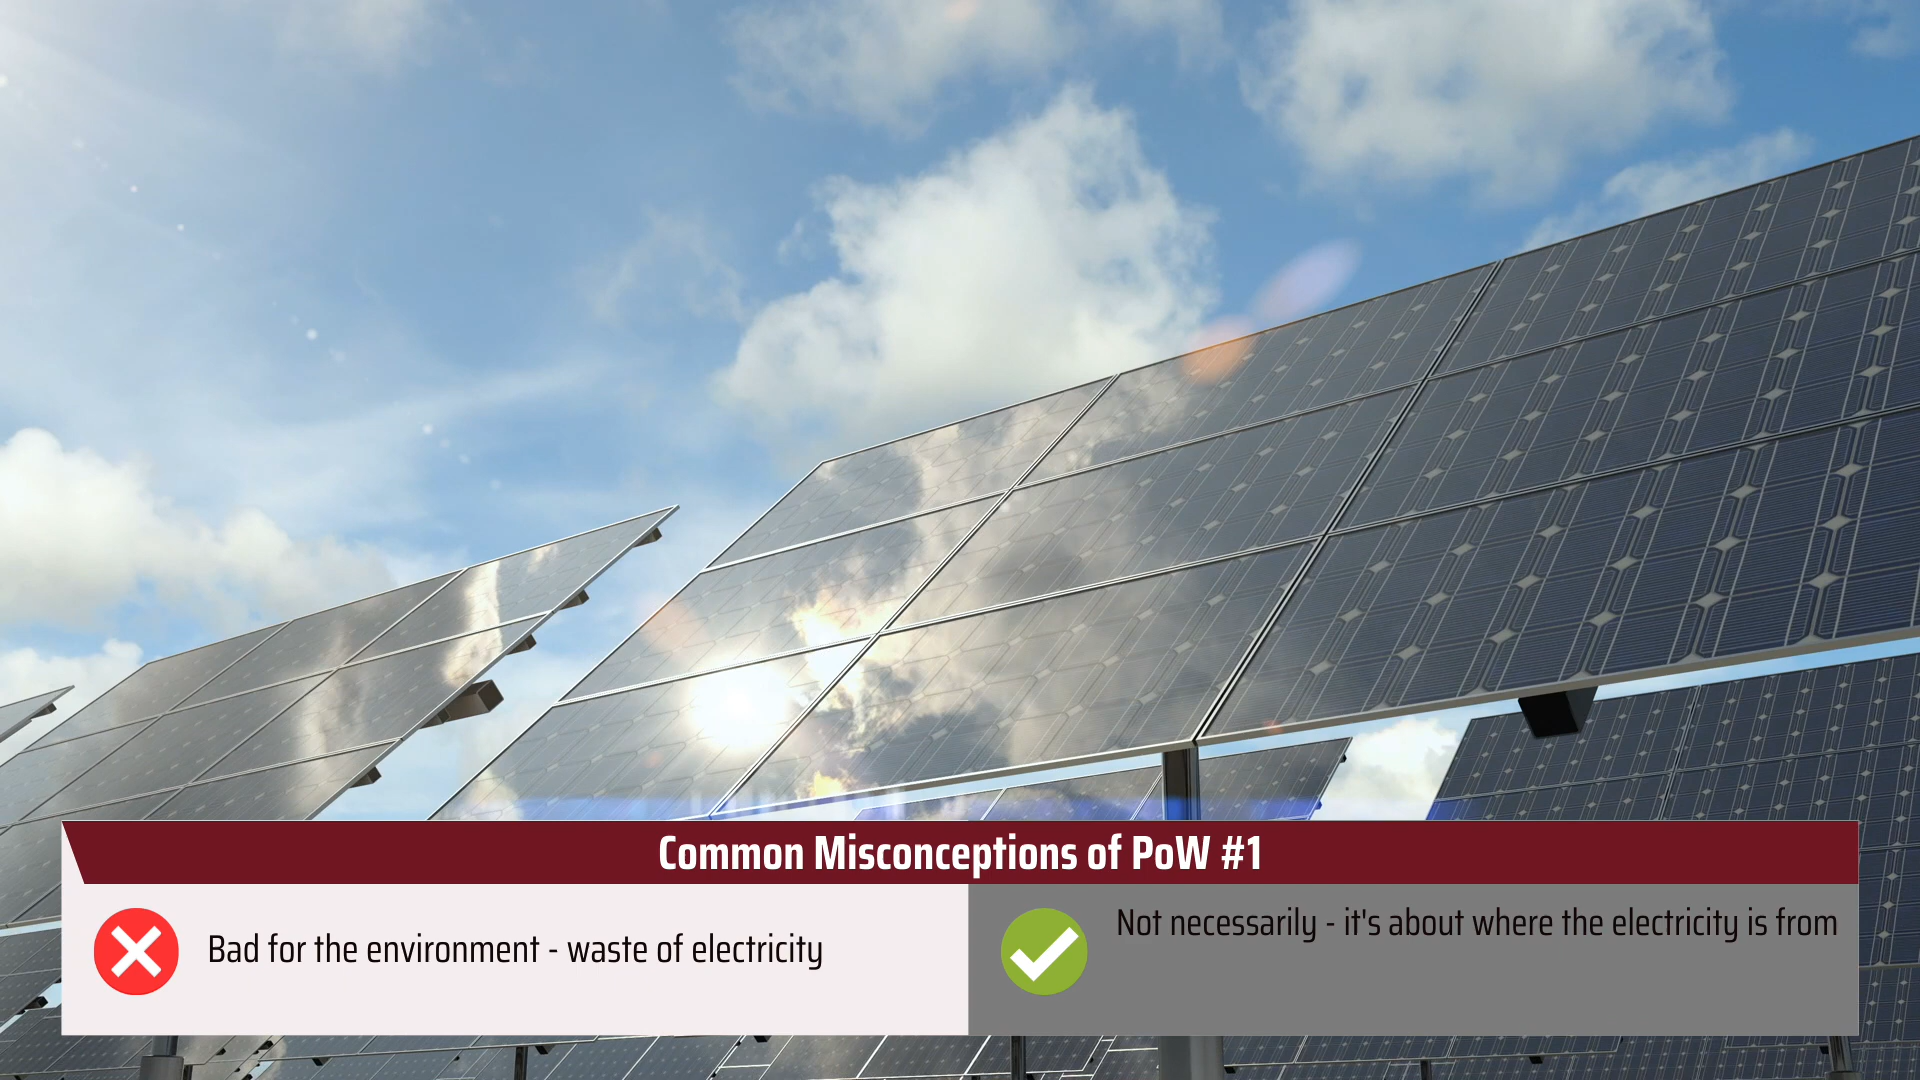 Common Misconceptions of PoW #1
Bad for the environment - waste of electricity
Not necessarily - it's about where the electricity is from